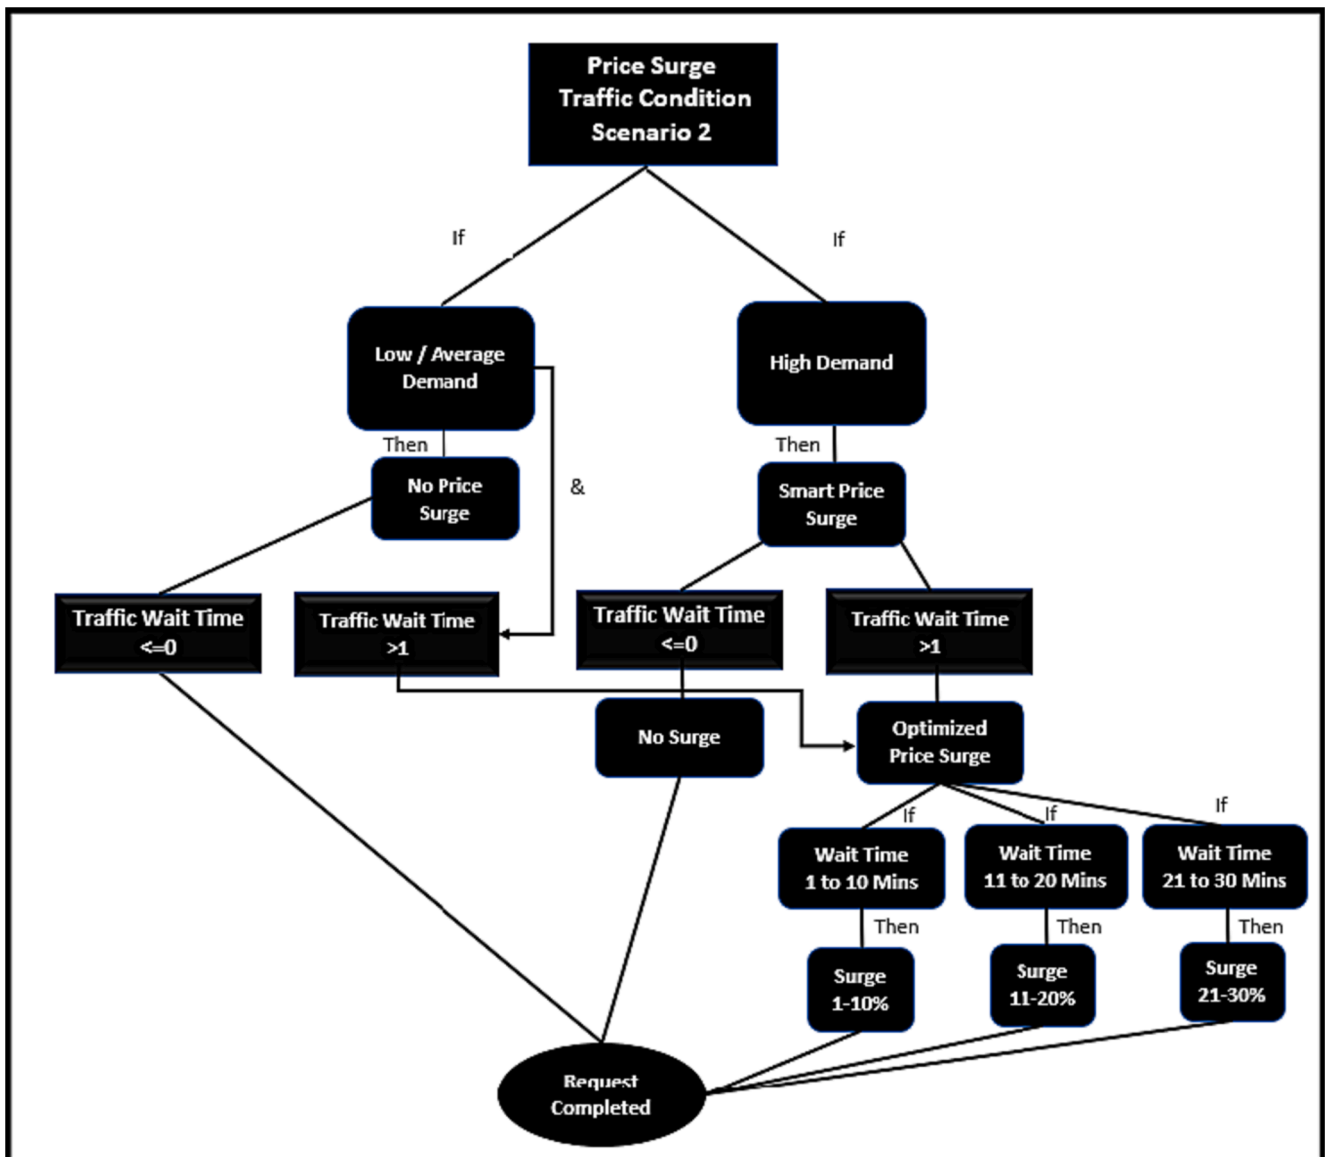 Price Surge
Traffic Condition
Scenario 2
If
If
Low / Average
Demand
High Demand
Then
Then
No Price
Surge
&
Smart Price
Surge
Traffic Wait Time
<=0
Traffic Wait Time
>1
Traffic Wait Time
<=0
Traffic Wait Time
>1
No Surge
Optimized
Price Surge
If
If
If
Wait Time
1 to 10 Mins
Wait Time
11 to 20 Mins
Wait Time
21 to 30 Mins
Then
Then
Then
Surge
1-10%
Surge
11-20%
Surge
21-30%
Request
Completed